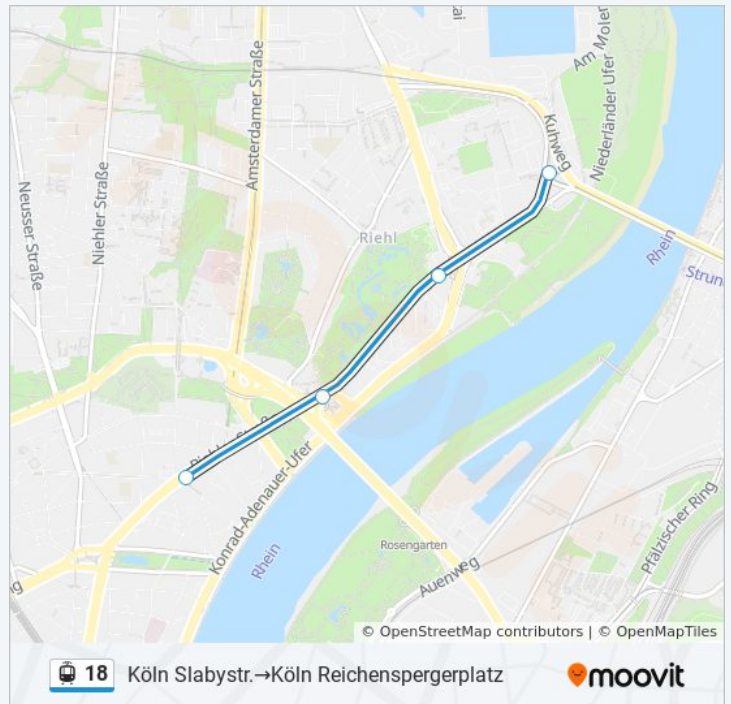 Am Molen
Niederländer Ufer
Kuhweg
Amsterdamer Straße
Neusser Straße
Niehler Straße
Riehl
Rhein
Strun
Konrad-Adenauer-Ufer
Rhein
Rosengarten
Auenweg
Pfälzischer Ring
© OpenStreetMap contributors | © OpenMapTiles
18 Köln Slabystr.→Köln Reichenspergerplatz
moovit